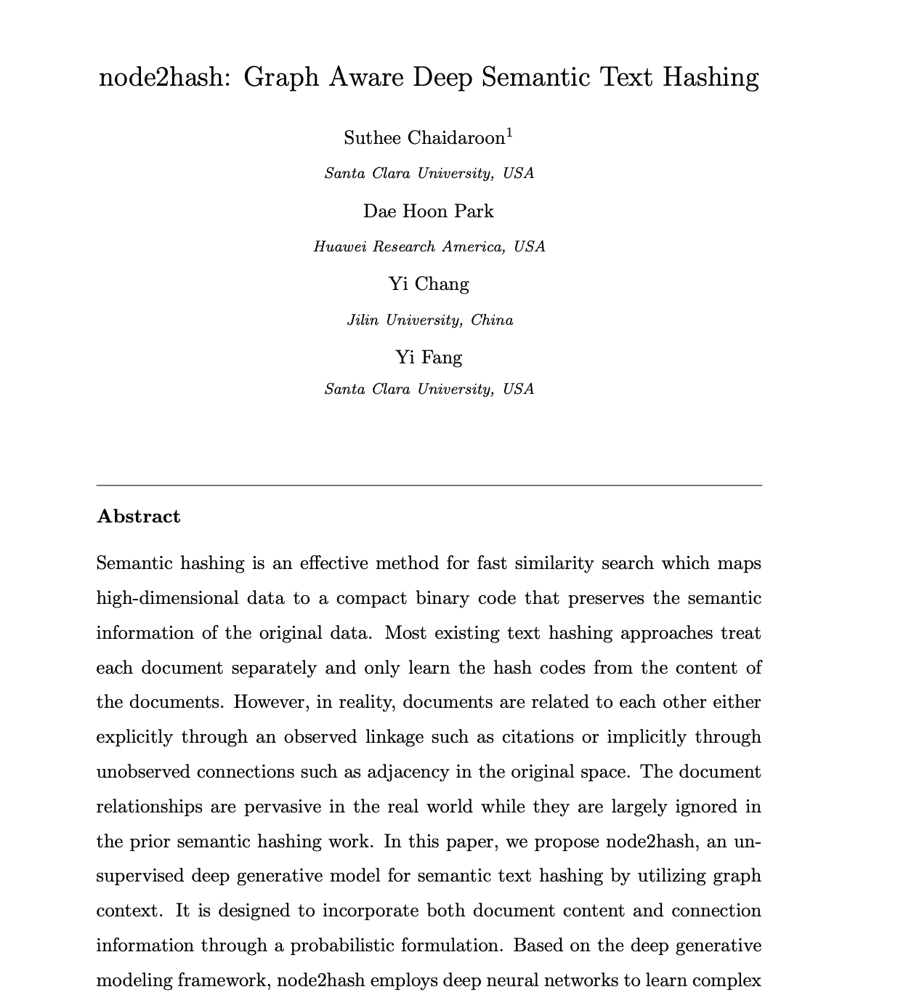 node2hash: Graph Aware Deep Semantic Text Hashing
Suthee Chaidaroon¹
Santa Clara University, USA
Dae Hoon Park
Huawei Research America, USA
Yi Chang
Jilin University, China
Yi Fang
Santa Clara University, USA
Abstract
Semantic hashing is an effective method for fast similarity search which maps
high-dimensional data to a compact binary code that preserves the semantic
information of the original data. Most existing text hashing approaches treat
each document separately and only learn the hash codes from the content of
the documents. However, in reality, documents are related to each other either
explicitly through an observed linkage such as citations or implicitly through
unobserved connections such as adjacency in the original space. The document
relationships are pervasive in the real world while they are largely ignored in
the prior semantic hashing work. In this paper, we propose node2hash, an un-
supervised deep generative model for semantic text hashing by utilizing graph
context. It is designed to incorporate both document content and connection
information through a probabilistic formulation. Based on the deep generative
modeling framework, node2hash employs deep neural networks to learn complex